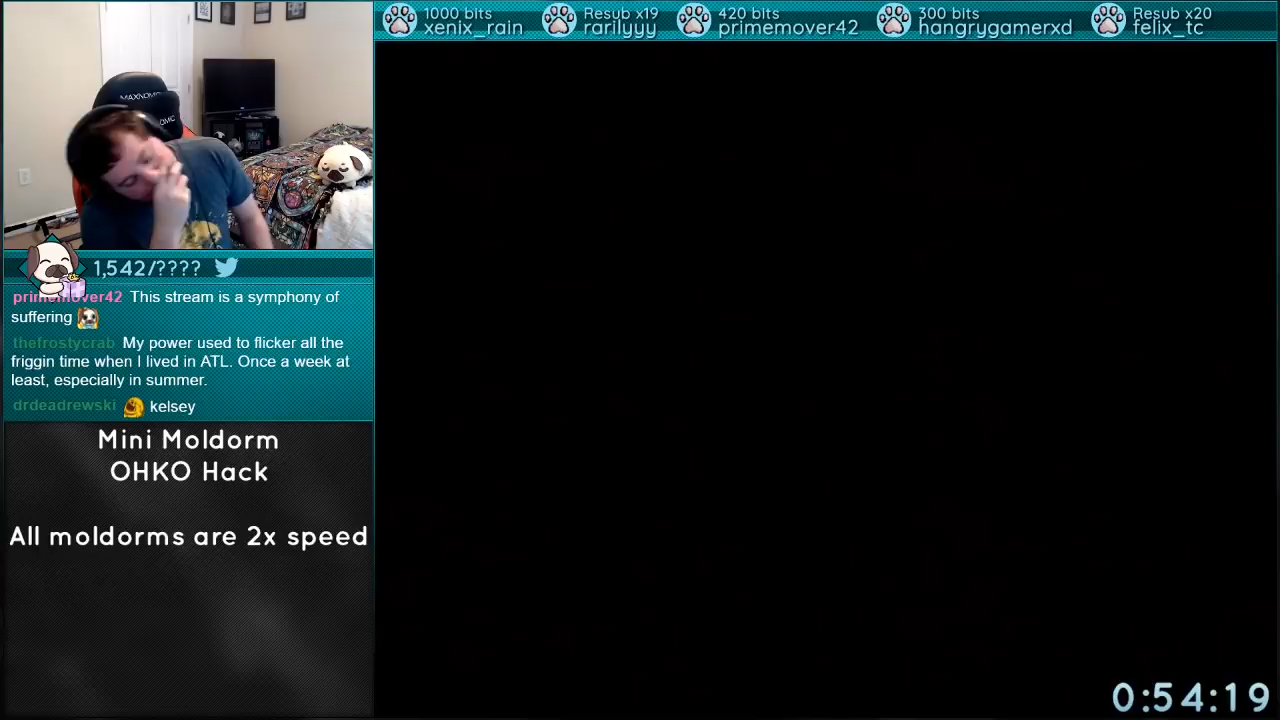 1000 bits
xenix_rain
Resub x19
rarilyyy
420 bits
primemover42
300 bits
hangrygamerxd
Resub x20
felix_tc
MAXNOMIC
1,542/????
primemover42 This stream is a symphony of
suffering
thefrostycrab My power used to flicker all the
friggin time when I lived in ATL. Once a week at
least, especially in summer.
drdeadrewski kelsey
Mini Moldorm
OHKO Hack
All moldorms are 2x speed
0:54:19